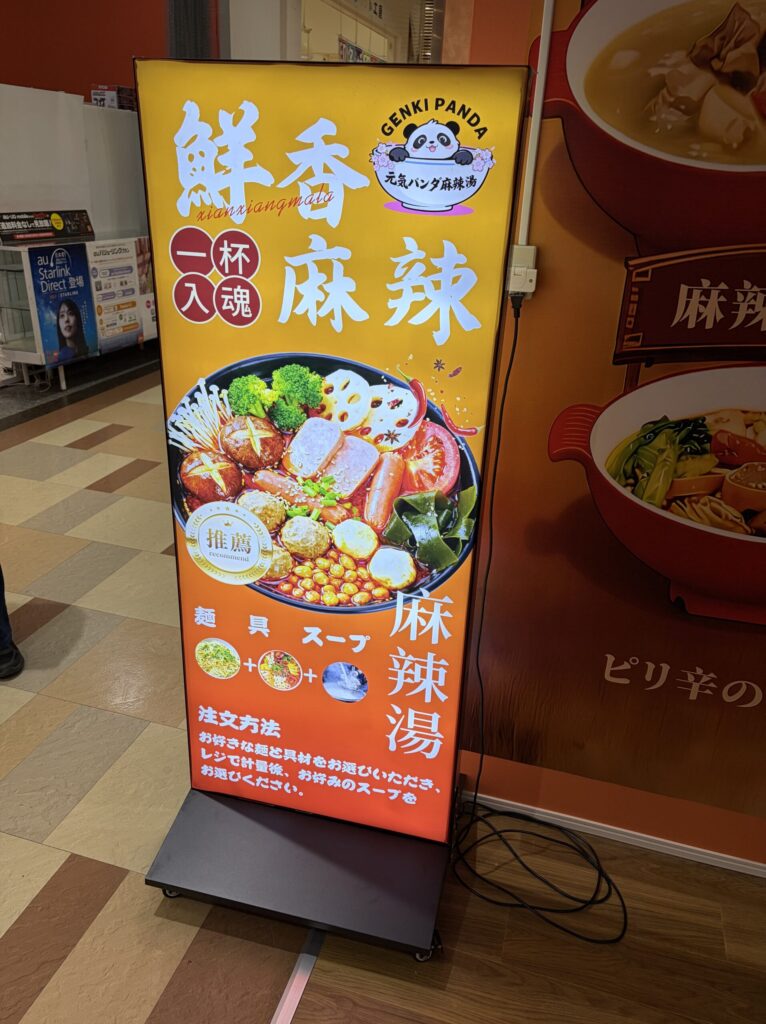 GENKI PANDA
元気パンダ麻辣湯
鮮香
xianxiangmala
麻辣
一杯
入魂
推薦
recommend
麻辣湯
麺 具 スープ
+ +
注文方法
お好きな麺と具材をお選びいただき、
レジで計量後、お好みのスープを
お選びください。
au
Starlink
Direct 登場
麻辣
ピリ辛の